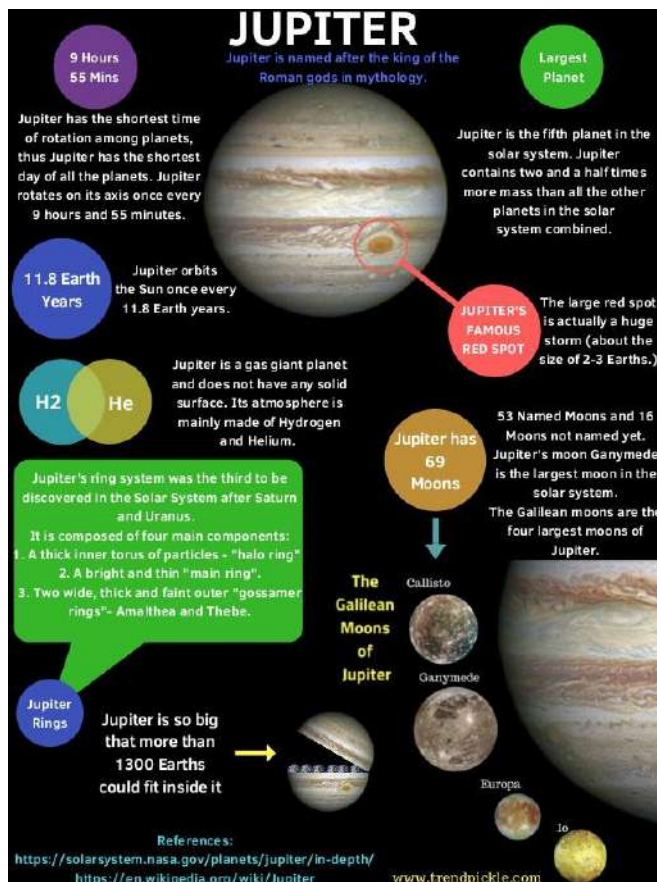 JUPITER
Jupiter is named after the king of the
Roman gods in mythology.
9 Hours
55 Mins
Jupiter has the shortest time
of rotation among planets,
thus Jupiter has the shortest
day of all the planets. Jupiter
rotates on its axis once every
9 hours and 55 minutes.
Largest
Planet
Jupiter is the fifth planet in the
solar system. Jupiter
contains two and a half times
more mass than all the other
planets in the solar
system combined.
11.8 Earth
Years
Jupiter orbits
the Sun once every
11.8 Earth years.
JUPITER'S
FAMOUS
RED SPOT
The large red spot
is actually a huge
storm (about the
size of 2-3 Earths.)
H2
He
Jupiter is a gas giant planet
and does not have any solid
surface. Its atmosphere is
mainly made of Hydrogen
and Helium.
Jupiter has
69
Moons
53 Named Moons and 16
Moons not named yet.
Jupiter's moon Ganymede
is the largest moon in the
solar system.
The Galilean moons are the
four largest moons of
Jupiter.
Jupiter's ring system was the third to be
discovered in the Solar System after Saturn
and Uranus.
It is composed of four main components:
1. A thick inner torus of particles - "halo ring"
2. A bright and thin "main ring".
3. Two wide, thick and faint outer "gossamer
rings"- Amalthea and Thebe.
Jupiter
Rings
The
Galilean
Moons
of
Jupiter
Callisto
Ganymede
Europa
Io
Jupiter is so big
that more than
1300 Earths
could fit inside it
References:
https://solarsystem.nasa.gov/planets/jupiter/in-depth/
https://en.wikipedia.org/wiki/Jupiter
www.trendpickle.com